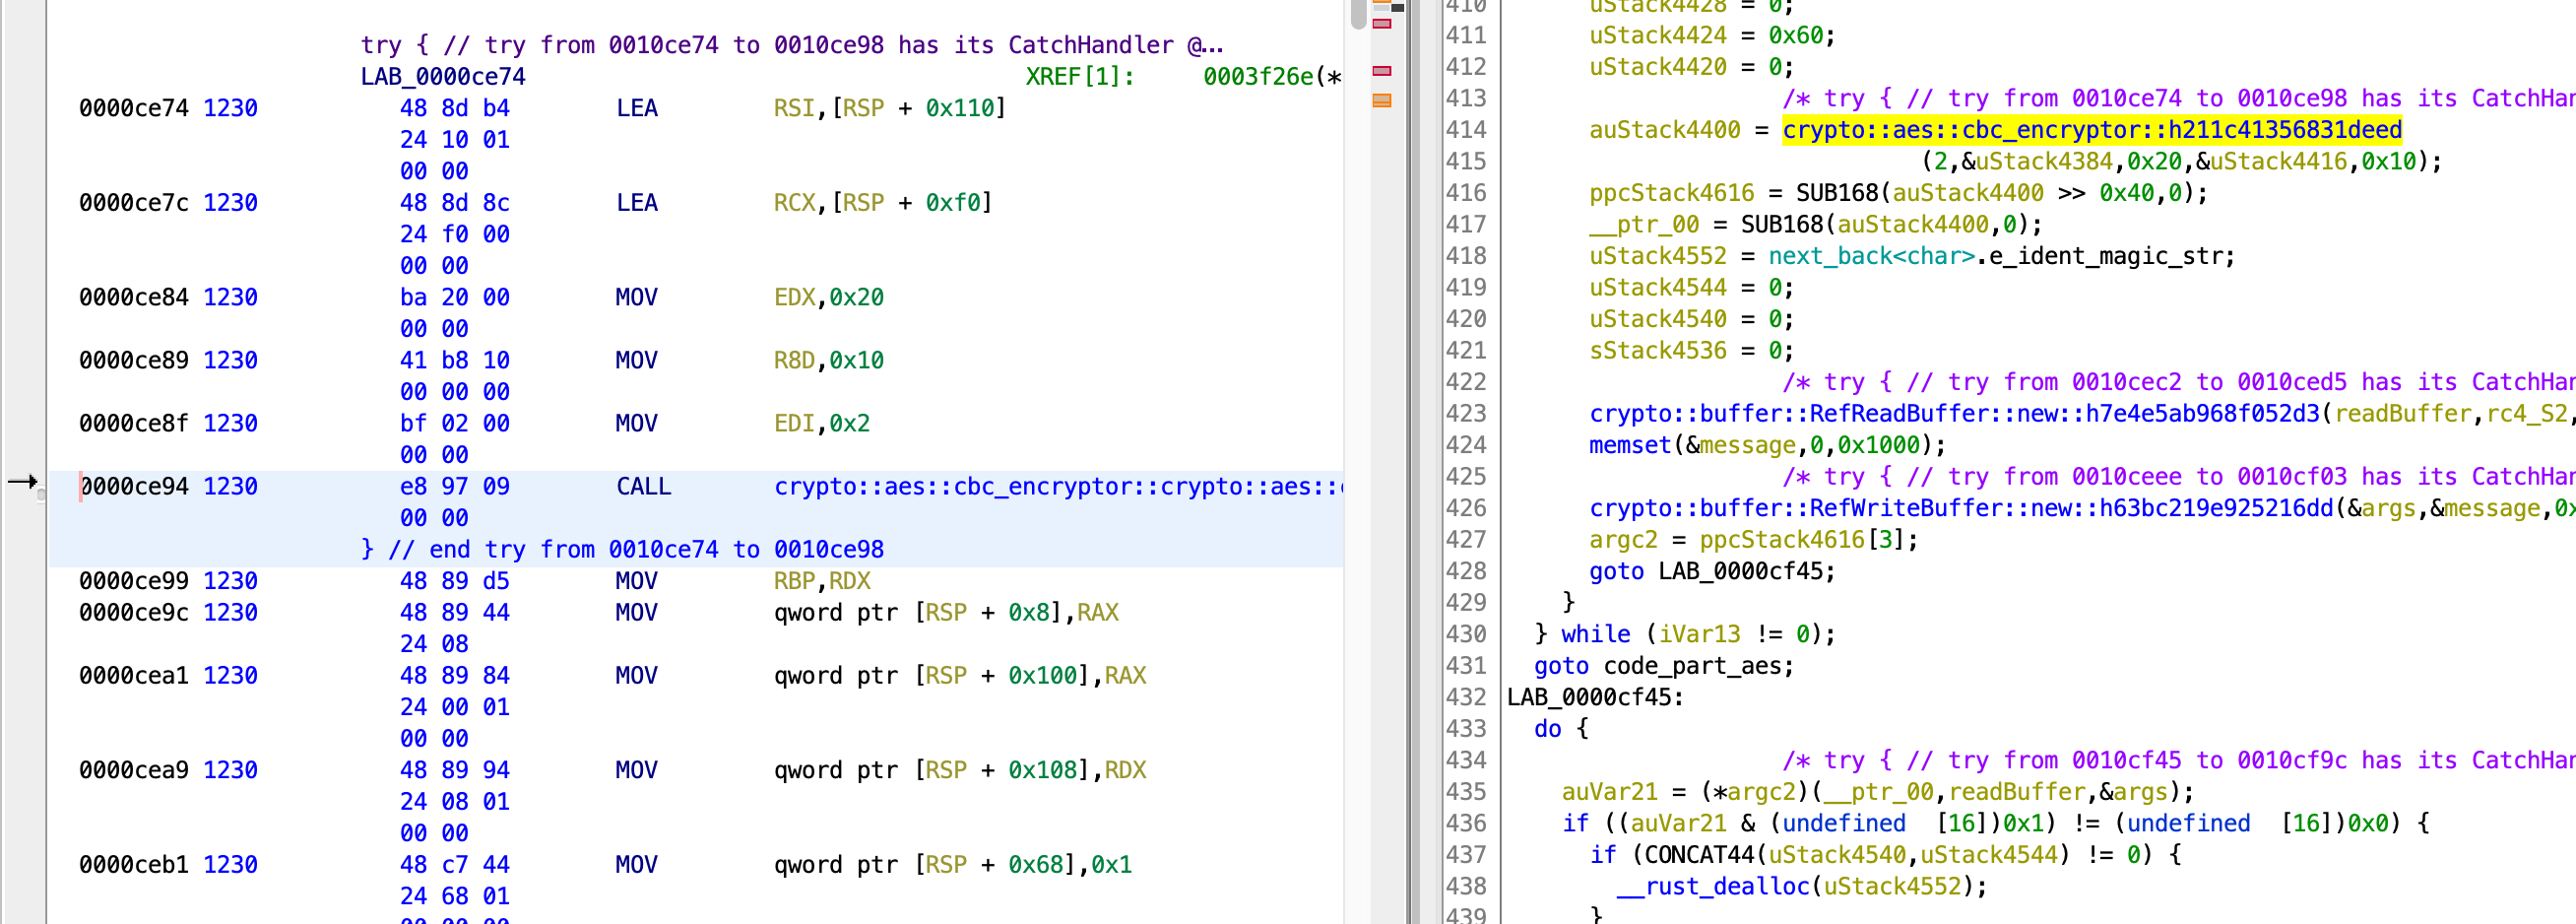 try { // try from 0010ce74 to 0010ce98 has its CatchHandler @...
LAB_0000ce74 XREF[1]: 0003f26e(*
0000ce74 1230 48 8d b4 LEA RSI,[RSP + 0x110]
24 10 01
00 00
0000ce7c 1230 48 8d 8c LEA RCX,[RSP + 0xf0]
24 f0 00
00 00
0000ce84 1230 ba 20 00 MOV EDX,0x20
00 00
0000ce89 1230 41 b8 10 MOV R8D,0x10
00 00 00
0000ce8f 1230 bf 02 00 MOV EDI,0x2
00 00
0000ce94 1230 e8 97 09 CALL crypto::aes::cbc_encryptor::crypto::aes::
00 00
} // end try from 0010ce74 to 0010ce98
0000ce99 1230 48 89 d5 MOV RBP,RDX
0000ce9c 1230 48 89 44 MOV qword ptr [RSP + 0x8],RAX
24 08
0000cea1 1230 48 89 84 MOV qword ptr [RSP + 0x100],RAX
24 00 01
00 00
0000cea9 1230 48 89 94 MOV qword ptr [RSP + 0x108],RDX
24 08 01
00 00
0000ceb1 1230 48 c7 44 MOV qword ptr [RSP + 0x68],0x1
24 68 01
410 uStack4428 = 0;
411 uStack4424 = 0x60;
412 uStack4420 = 0;
413 /* try { // try from 0010ce74 to 0010ce98 has its CatchHan
414 auStack4400 = crypto::aes::cbc_encryptor::h211c41356831deed
415 (2,&uStack4384,0x20,&uStack4416,0x10);
416 ppcStack4616 = SUB168(auStack4400 >> 0x40,0);
417 __ptr_00 = SUB168(auStack4400,0);
418 uStack4552 = next_back<char>.e_ident_magic_str;
419 uStack4544 = 0;
420 uStack4540 = 0;
421 sStack4536 = 0;
422 /* try { // try from 0010cec2 to 0010ced5 has its CatchHan
423 crypto::buffer::RefReadBuffer::new::h7e4e5ab968f052d3(readBuffer,rc4_S2,
424 memset(&message,0,0x1000);
425 /* try { // try from 0010ceee to 0010cf03 has its CatchHan
426 crypto::buffer::RefWriteBuffer::new::h63bc219e925216dd(&args,&message,0x
427 argc2 = ppcStack4616[3];
428 goto LAB_0000cf45;
429 }
430 } while (iVar13 != 0);
431 goto code_part_aes;
432 LAB_0000cf45:
433 do {
434 /* try { // try from 0010cf45 to 0010cf9c has its CatchHan
435 auVar21 = (*argc2)(__ptr_00,readBuffer,&args);
436 if ((auVar21 & (undefined [16])0x1) != (undefined [16])0x0) {
437 if (CONCAT44(uStack4540,uStack4544) != 0) {
438 __rust_dealloc(uStack4552);
439 }